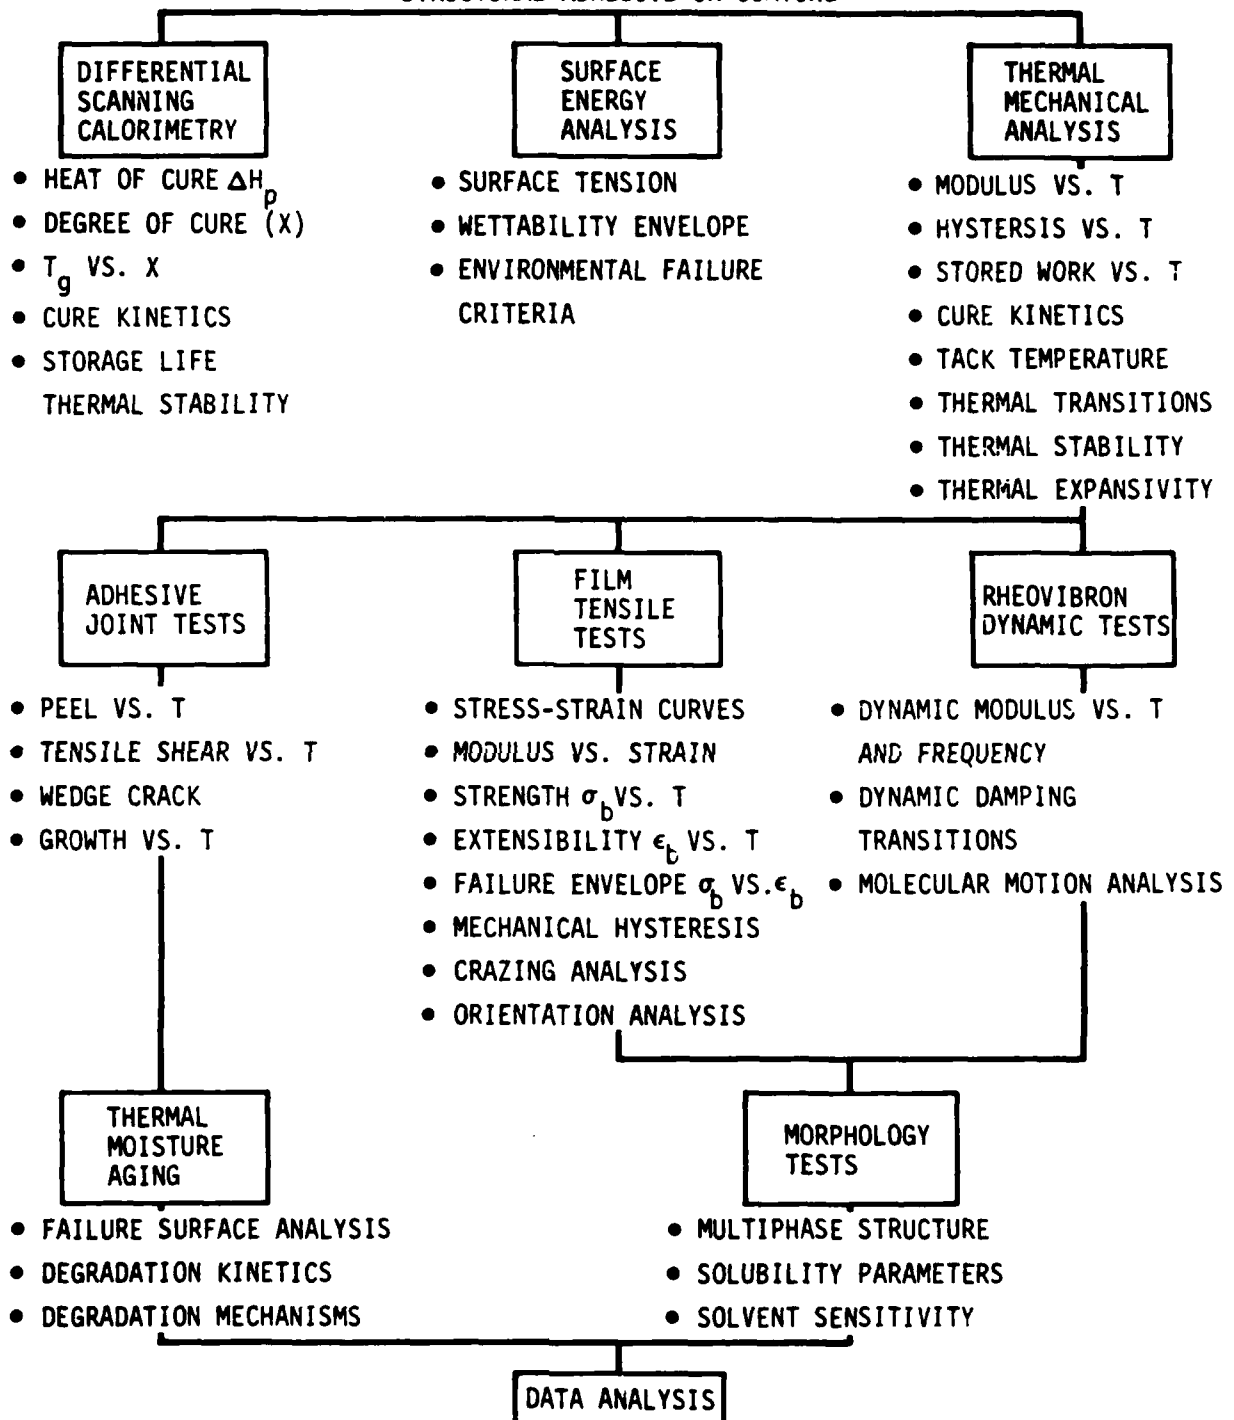 DIFFERENTIAL
SCANNING
CALORIMETRY
• HEAT OF CURE ΔHp
• DEGREE OF CURE (X)
• Tg VS. X
• CURE KINETICS
• STORAGE LIFE
THERMAL STABILITY
SURFACE
ENERGY
ANALYSIS
• SURFACE TENSION
• WETTABILITY ENVELOPE
• ENVIRONMENTAL FAILURE
CRITERIA
THERMAL
MECHANICAL
ANALYSIS
• MODULUS VS. T
• HYSTERSIS VS. T
• STORED WORK VS. T
• CURE KINETICS
• TACK TEMPERATURE
• THERMAL TRANSITIONS
• THERMAL STABILITY
• THERMAL EXPANSIVITY
ADHESIVE
JOINT TESTS
• PEEL VS. T
• TENSILE SHEAR VS. T
• WEDGE CRACK
• GROWTH VS. T
FILM
TENSILE
TESTS
• STRESS-STRAIN CURVES
• MODULUS VS. STRAIN
• STRENGTH σb VS. T
• EXTENSIBILITY εb VS. T
• FAILURE ENVELOPE σb VS. εb
• MECHANICAL HYSTERESIS
• CRAZING ANALYSIS
• ORIENTATION ANALYSIS
RHEOVIBRON
DYNAMIC TESTS
• DYNAMIC MODULUS VS. T
AND FREQUENCY
• DYNAMIC DAMPING
TRANSITIONS
• MOLECULAR MOTION ANALYSIS
THERMAL
MOISTURE
AGING
• FAILURE SURFACE ANALYSIS
• DEGRADATION KINETICS
• DEGRADATION MECHANISMS
MORPHOLOGY
TESTS
• MULTIPHASE STRUCTURE
• SOLUBILITY PARAMETERS
• SOLVENT SENSITIVITY
DATA ANALYSIS